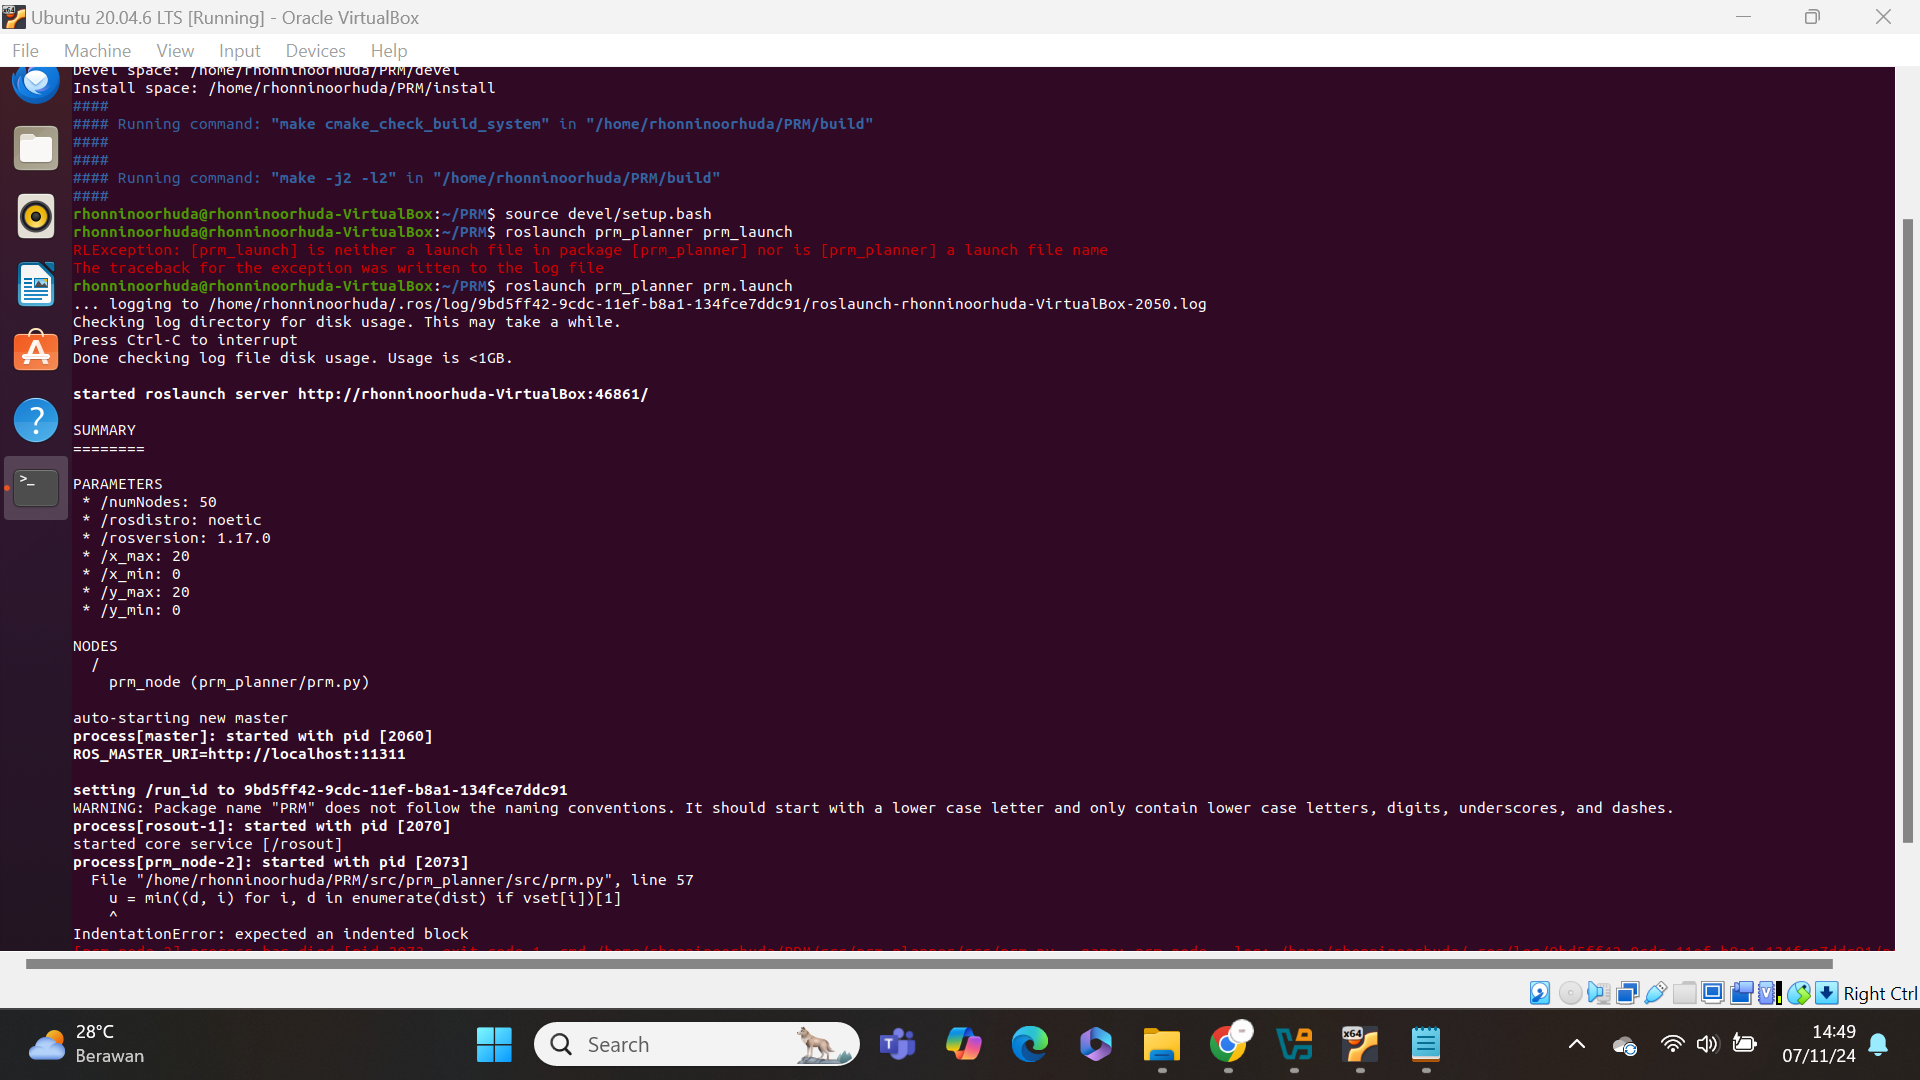 Ubuntu 20.04.6 LTS [Running] - Oracle VirtualBox
File Machine View Input Devices Help
Devel space: /home/rhonninoorhuda/PRM/devel
Install space: /home/rhonninoorhuda/PRM/install
####
#### Running command: "make cmake_check_build_system" in "/home/rhonninoorhuda/PRM/build"
####
####
#### Running command: "make -j2 -l2" in "/home/rhonninoorhuda/PRM/build"
####
rhonninoorhuda@rhonninoorhuda-VirtualBox:~/PRM$ source devel/setup.bash
rhonninoorhuda@rhonninoorhuda-VirtualBox:~/PRM$ roslaunch prm_planner prm_launch
RLException: [prm_launch] is neither a launch file in package [prm_planner] nor is [prm_planner] a launch file name
The traceback for the exception was written to the log file
rhonninoorhuda@rhonninoorhuda-VirtualBox:~/PRM$ roslaunch prm_planner prm.launch
... logging to /home/rhonninoorhuda/.ros/log/9bd5ff42-9cdc-11ef-b8a1-134fce7ddc91/roslaunch-rhonninoorhuda-VirtualBox-2050.log
Checking log directory for disk usage. This may take a while.
Press Ctrl-C to interrupt
Done checking log file disk usage. Usage is <1GB.
started roslaunch server http://rhonninoorhuda-VirtualBox:46861/
SUMMARY
========
PARAMETERS
* /numNodes: 50
* /rosdistro: noetic
* /rosversion: 1.17.0
* /x_max: 20
* /x_min: 0
* /y_max: 20
* /y_min: 0
NODES
/
prm_node (prm_planner/prm.py)
auto-starting new master
process[master]: started with pid [2060]
ROS_MASTER_URI=http://localhost:11311
setting /run_id to 9bd5ff42-9cdc-11ef-b8a1-134fce7ddc91
WARNING: Package name "PRM" does not follow the naming conventions. It should start with a lower case letter and only contain lower case letters, digits, underscores, and dashes.
process[rosout-1]: started with pid [2070]
started core service [/rosout]
process[prm_node-2]: started with pid [2073]
File "/home/rhonninoorhuda/PRM/src/prm_planner/src/prm.py", line 57
u = min((d, i) for i, d in enumerate(dist) if vset[i])[1]
^
IndentationError: expected an indented block
Right Ctrl
28°C
Berawan
Search
x64
14:49
07/11/24